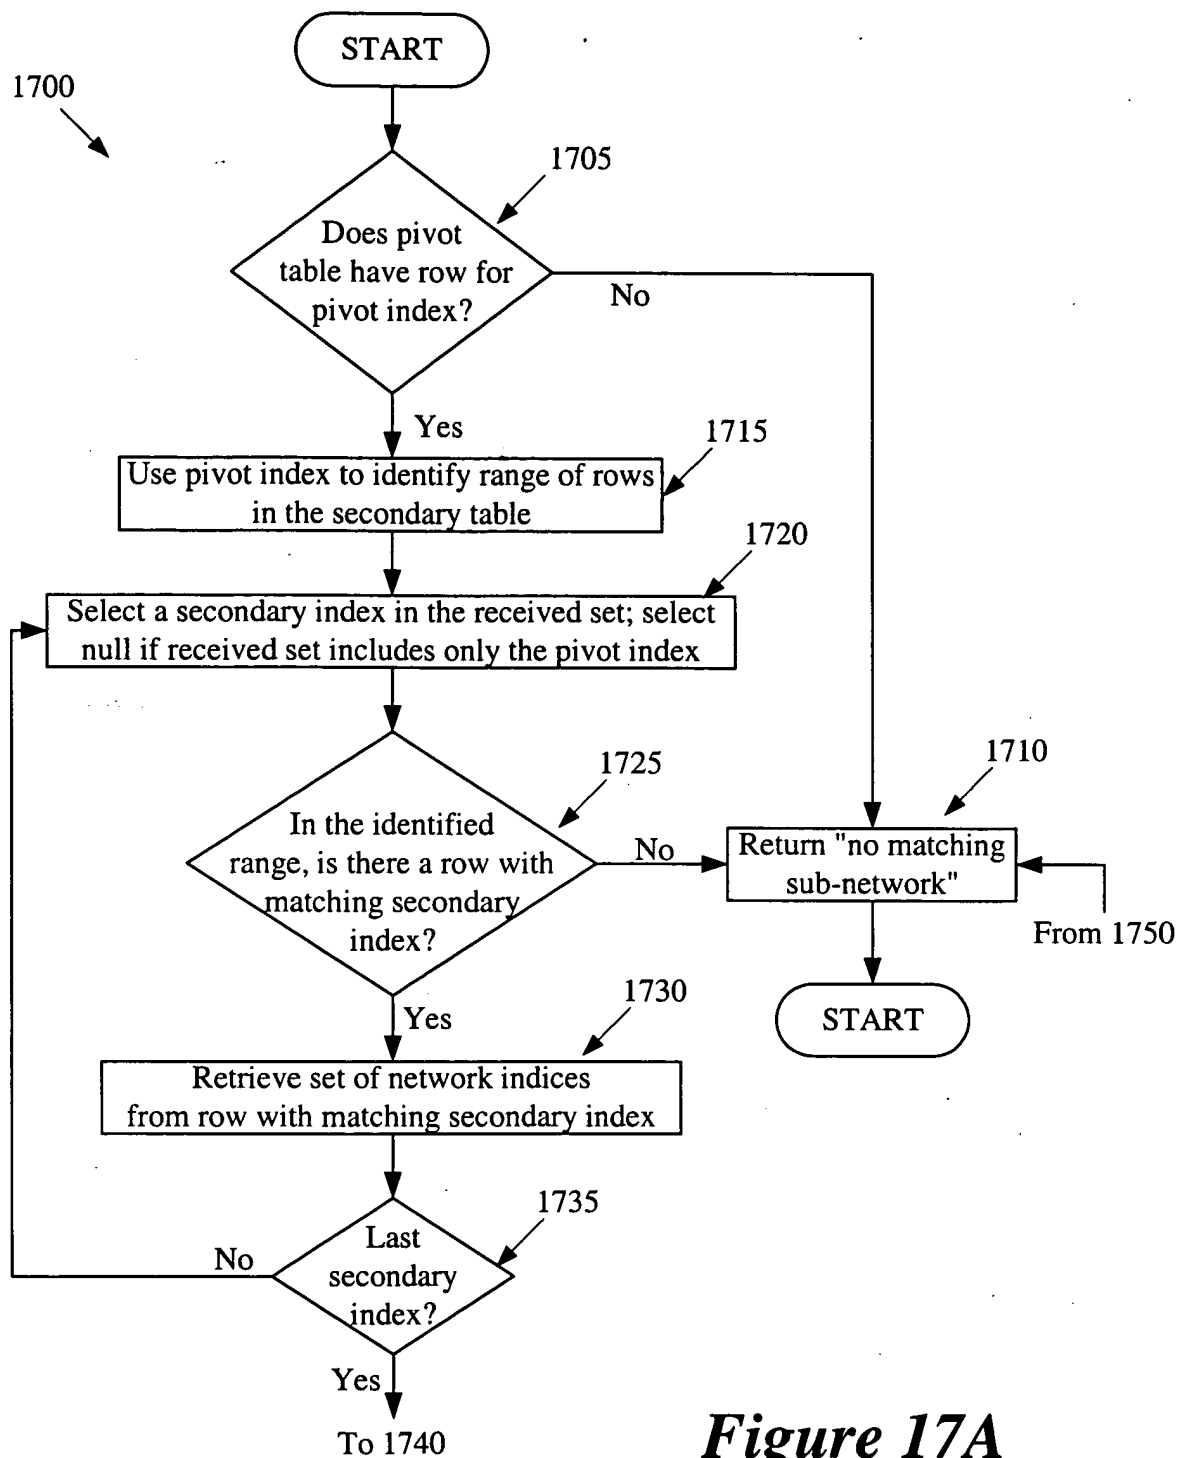 START
1700
1705
Does pivot
table have row for
pivot index?
No
Yes
1715
Use pivot index to identify range of rows
in the secondary table
1720
Select a secondary index in the received set; select
null if received set includes only the pivot index
1725
In the identified
range, is there a row with
matching secondary
index?
No
1710
Return "no matching
sub-network"
From 1750
START
Yes
1730
Retrieve set of network indices
from row with matching secondary index
1735
Last
secondary
index?
No
Yes
To 1740
Figure 17A